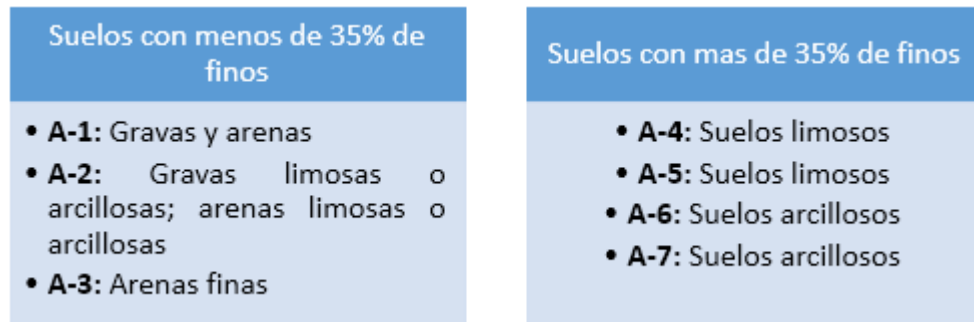 Suelos con menos de 35% de
finos
• A-1: Gravas y arenas
• A-2: Gravas limosas o
arcillosas; arenas limosas o
arcillosas
• A-3: Arenas finas
Suelos con mas de 35% de finos
• A-4: Suelos limosos
• A-5: Suelos limosos
• A-6: Suelos arcillosos
• A-7: Suelos arcillosos